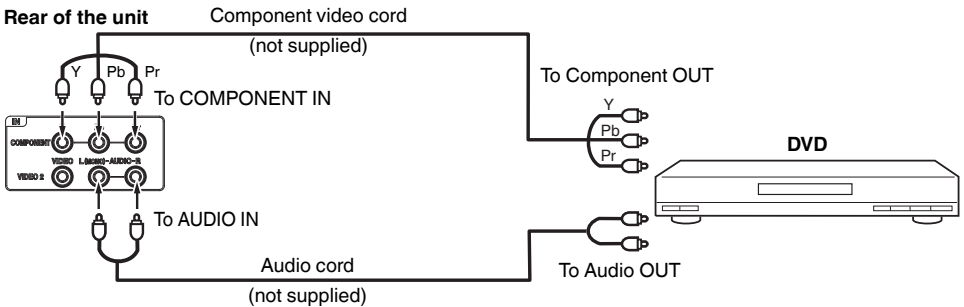 Rear of the unit
Component video cord
(not supplied)
Y Pb Pr
To COMPONENT IN
To Component OUT
Y
Pb
Pr
DVD
IN
COMPONENT
VIDEO L (MONO)-AUDIO-R
VIDEO 2
To AUDIO IN
To Audio OUT
Audio cord
(not supplied)